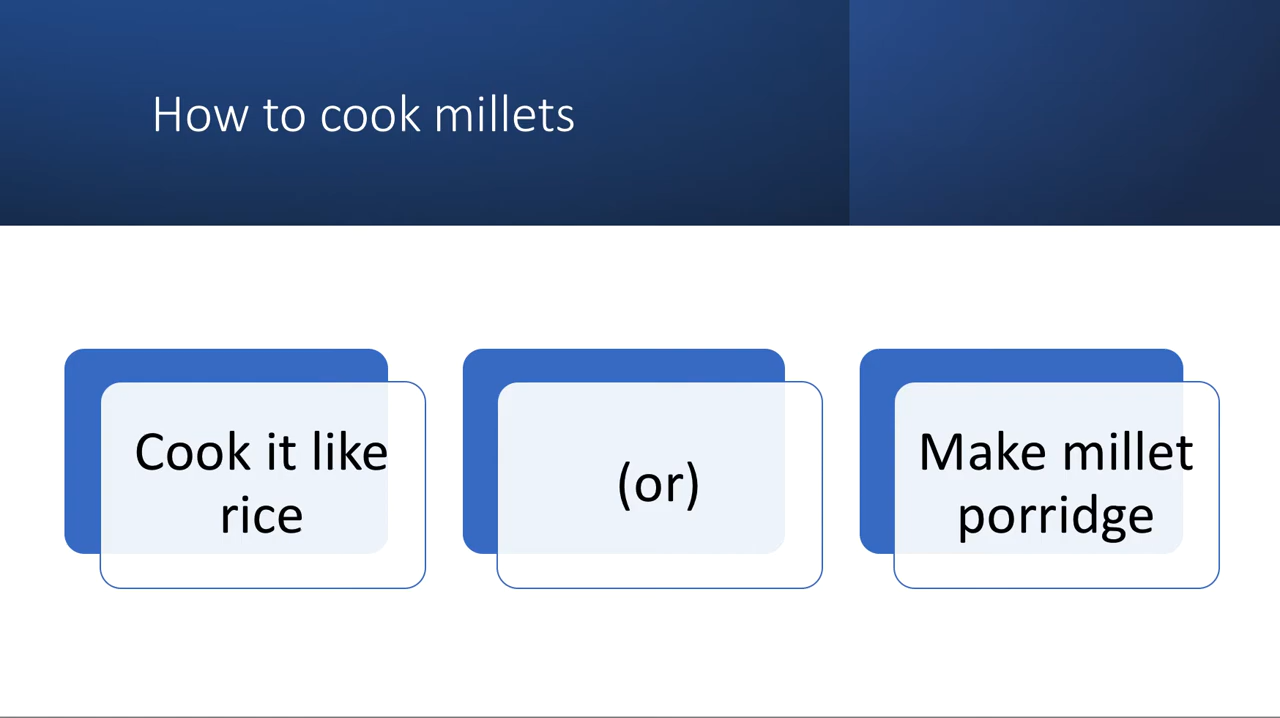 How to cook millets
Cook it like
rice
(or)
Make millet
porridge